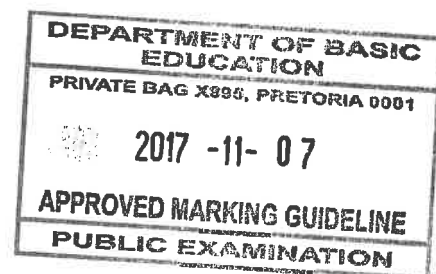 DEPARTMENT OF BASIC
EDUCATION
PRIVATE BAG X895, PRETORIA 0001
2017 -11- 07
APPROVED MARKING GUIDELINE
PUBLIC EXAMINATION